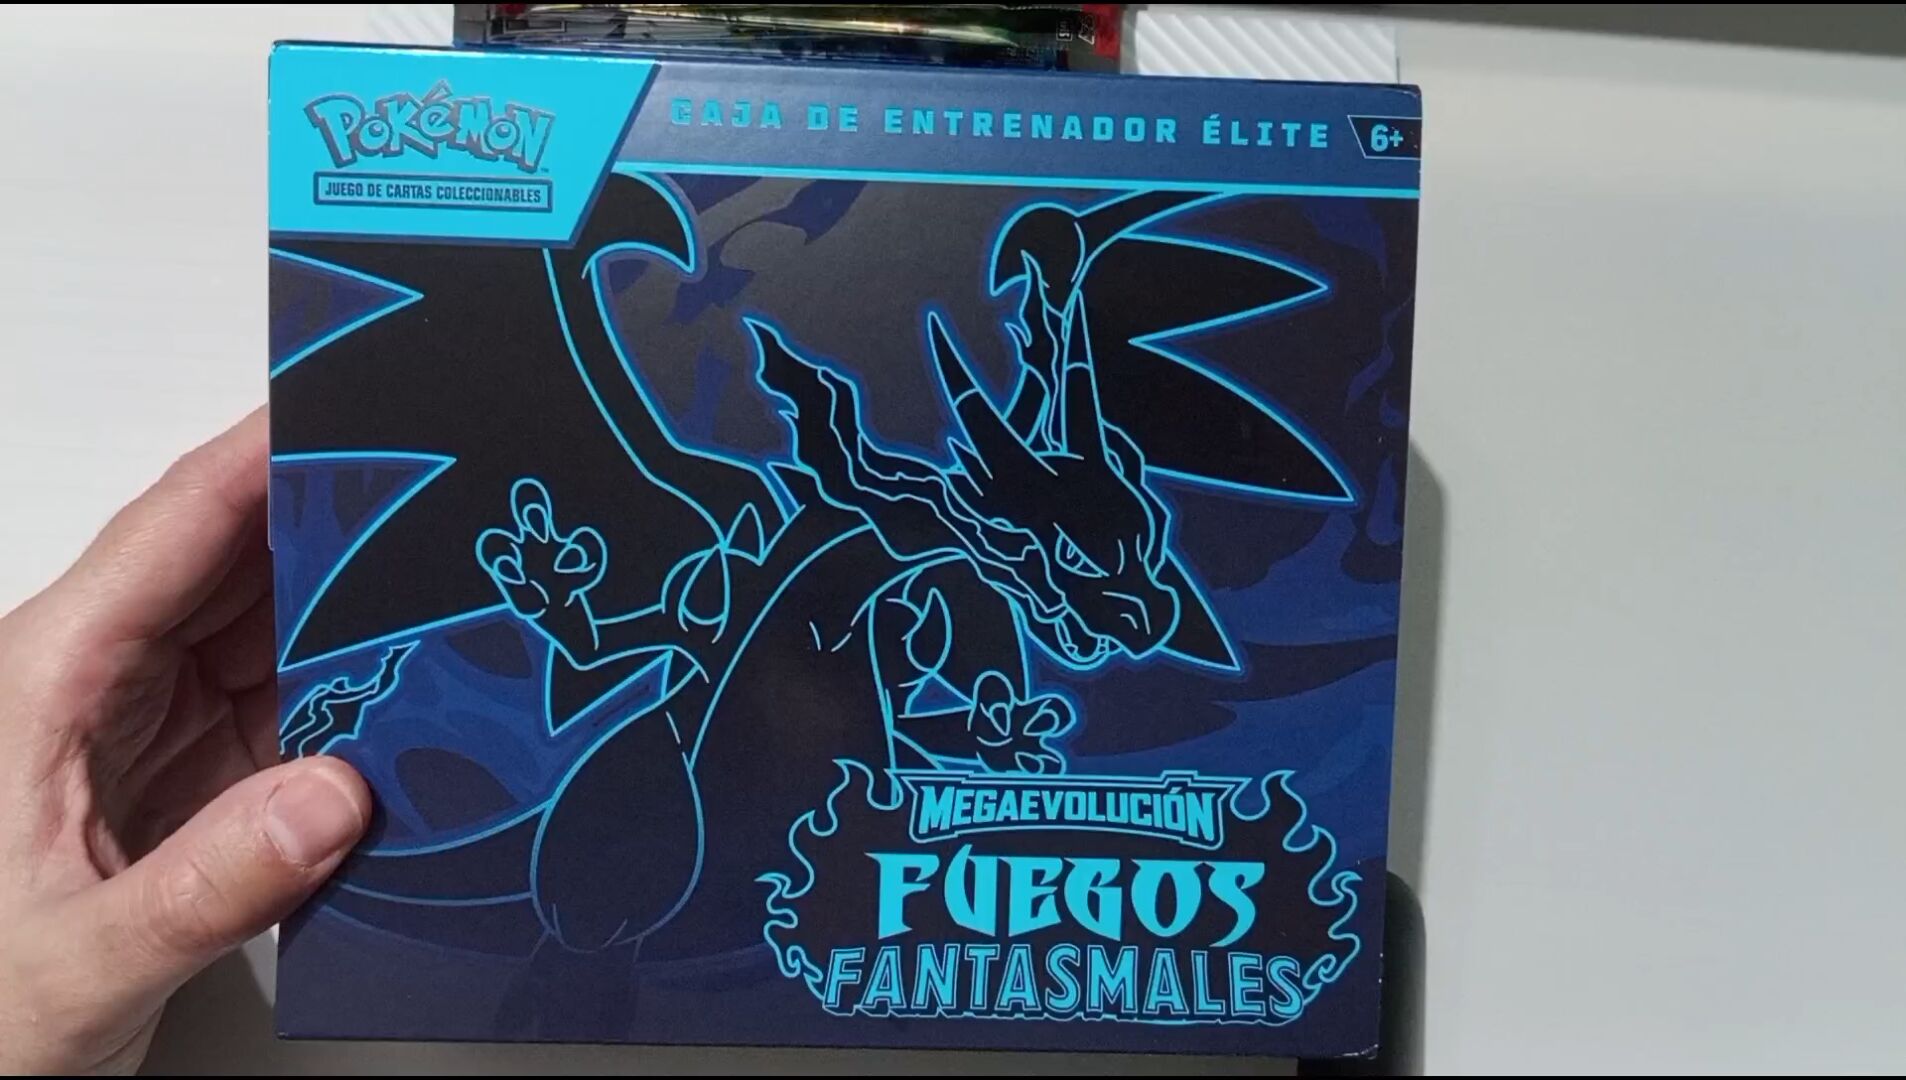 POKéMON
JUEGO DE CARTAS COLECCIONABLES
CAJA DE ENTRENADOR ÉLITE
6+
MEGAEVOLUCIÓN
FUEGOS
FANTASMALES